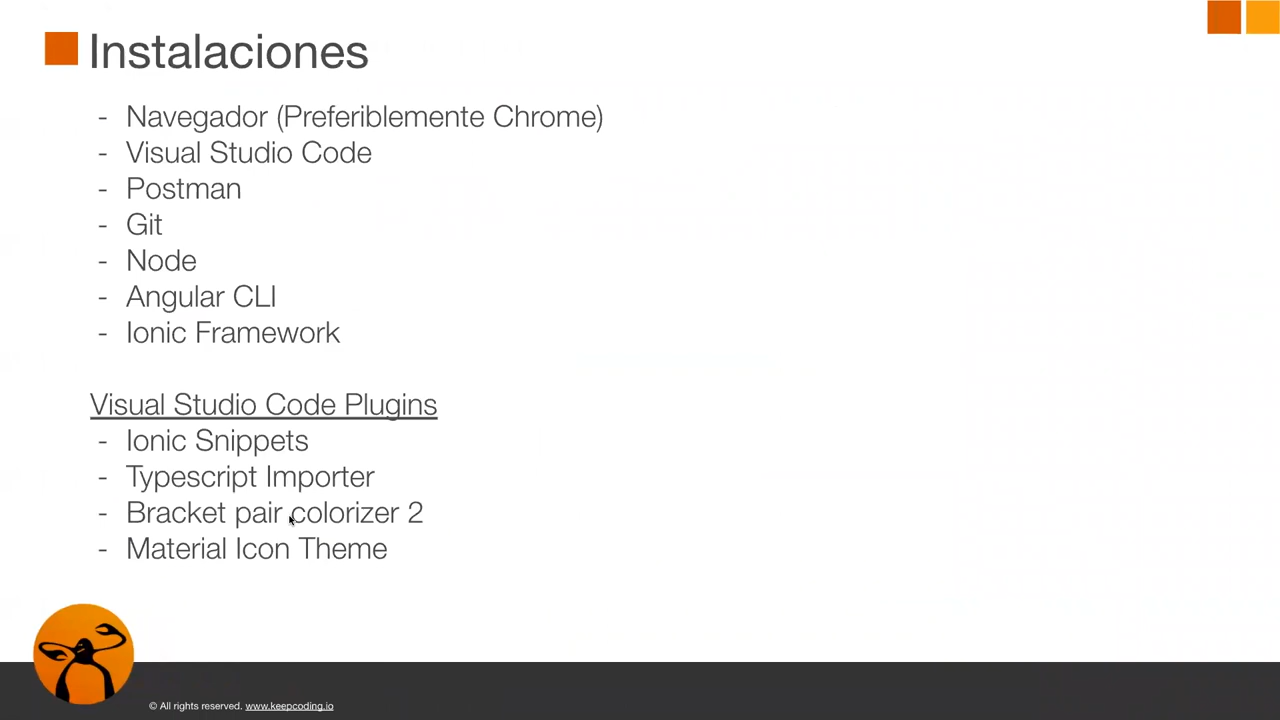 Instalaciones
- Navegador (Preferiblemente Chrome)
- Visual Studio Code
- Postman
- Git
- Node
- Angular CLI
- Ionic Framework
Visual Studio Code Plugins
- Ionic Snippets
- Typescript Importer
- Bracket pair colorizer 2
- Material Icon Theme
© All rights reserved. www.keepcoding.io